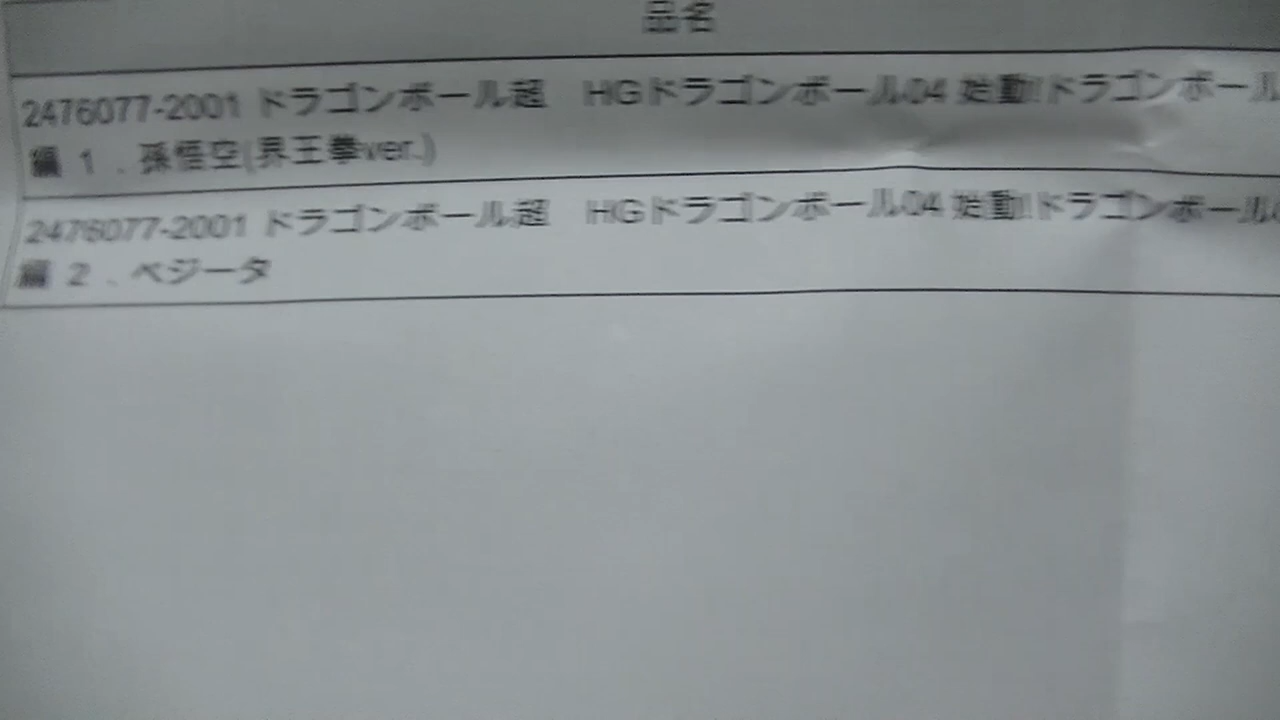 品名
2476077-2001 ドラゴンボール超　HGドラゴンボール04 始動!ドラゴンボール
編 1．孫悟空(界王拳ver.)
2476077-2001 ドラゴンボール超　HGドラゴンボール04 始動!ドラゴンボール
編 2．ベジータ